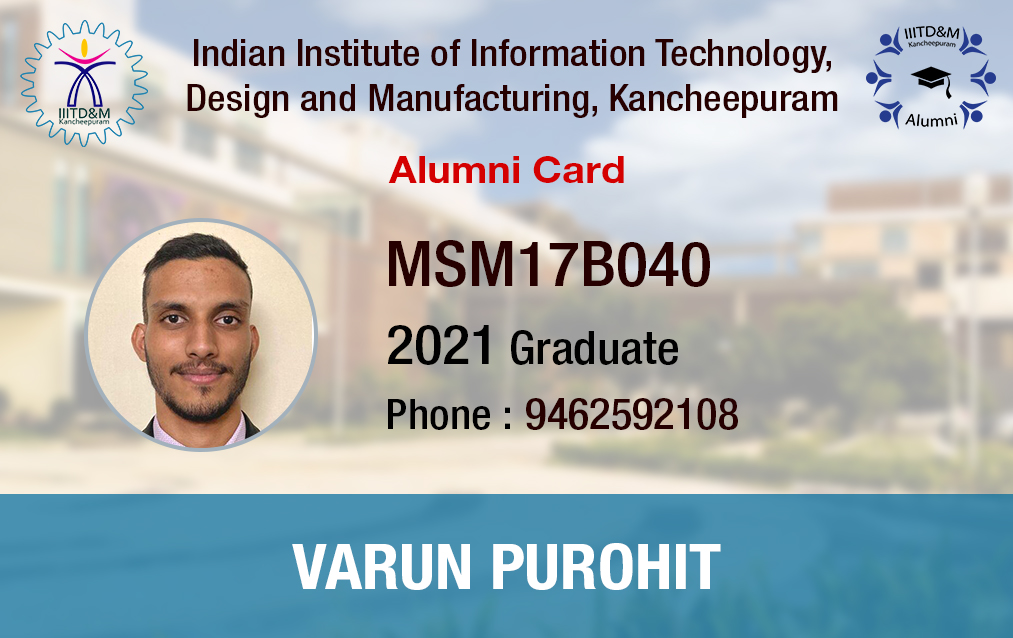 IIITD&M
Kancheepuram
Indian Institute of Information Technology,
Design and Manufacturing, Kancheepuram
IIITD&M
Kancheepuram
Alumni
Alumni Card
MSM17B040
2021 Graduate
Phone : 9462592108
VARUN PUROHIT